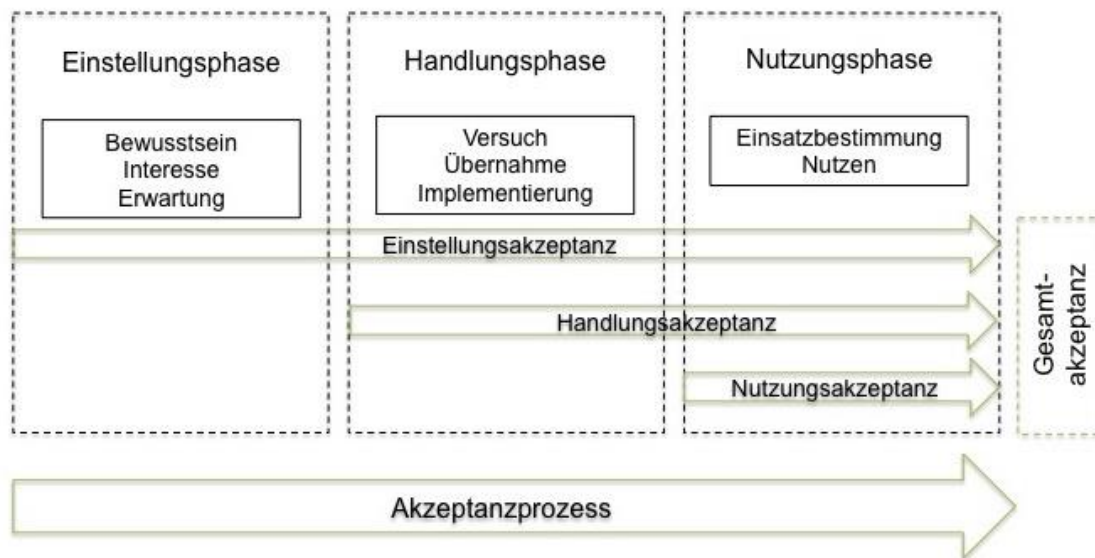 Einstellungsphase
Bewusstsein
Interesse
Erwartung
Handlungsphase
Versuch
Übernahme
Implementierung
Nutzungsphase
Einsatzbestimmung
Nutzen
Einstellungsakzeptanz
Handlungsakzeptanz
Nutzungsakzeptanz
Gesamt-
akzeptanz
Akzeptanzprozess